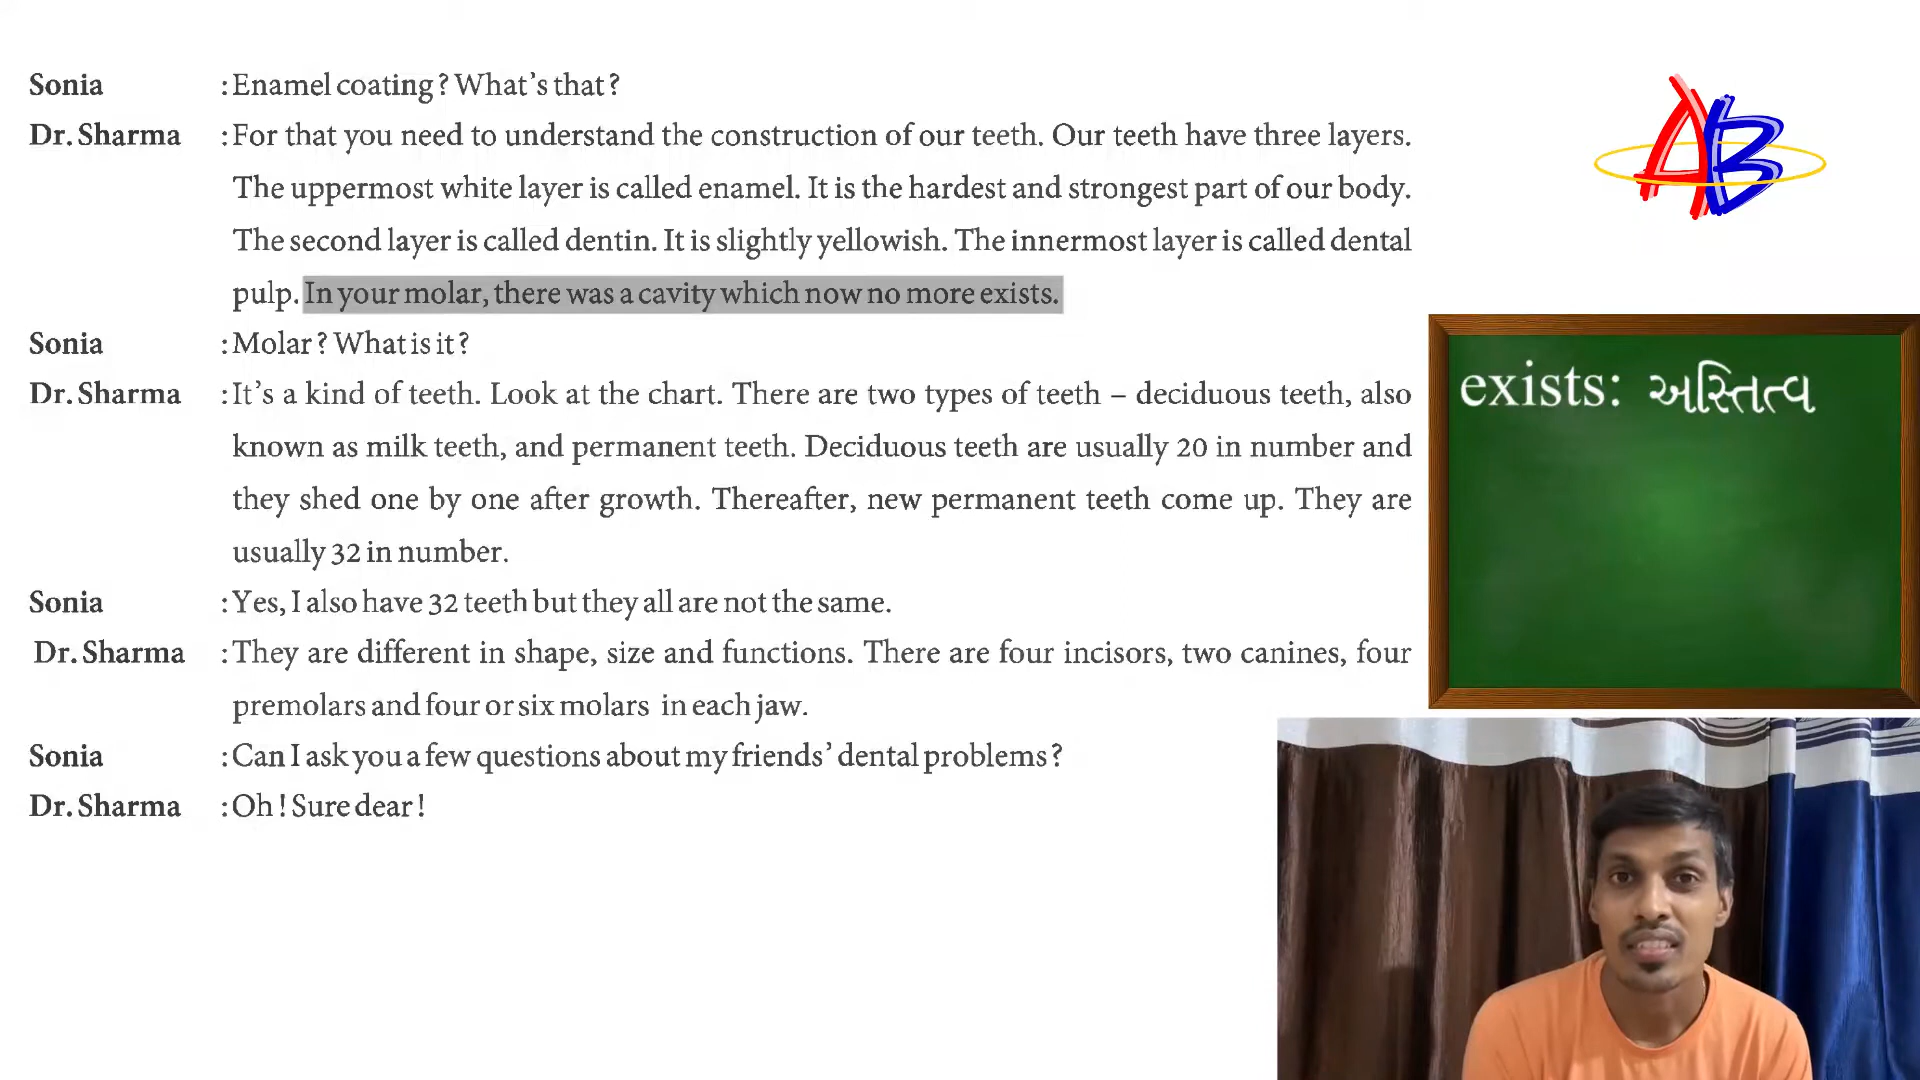 Sonia : Enamel coating? What's that?
Dr. Sharma : For that you need to understand the construction of our teeth. Our teeth have three layers.
The uppermost white layer is called enamel. It is the hardest and strongest part of our body.
The second layer is called dentin. It is slightly yellowish. The innermost layer is called dental
pulp. In your molar, there was a cavity which now no more exists.
Sonia : Molar? What is it?
Dr. Sharma : It's a kind of teeth. Look at the chart. There are two types of teeth – deciduous teeth, also
known as milk teeth, and permanent teeth. Deciduous teeth are usually 20 in number and
they shed one by one after growth. Thereafter, new permanent teeth come up. They are
usually 32 in number.
Sonia : Yes, I also have 32 teeth but they all are not the same.
Dr. Sharma : They are different in shape, size and functions. There are four incisors, two canines, four
premolars and four or six molars in each jaw.
Sonia : Can I ask you a few questions about my friends' dental problems?
Dr. Sharma : Oh! Sure dear!
AB
exists: અસ્તિત્વ